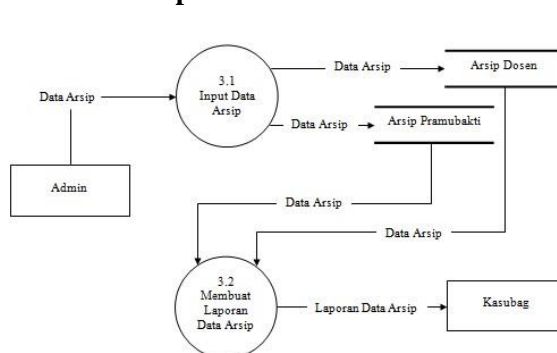 3.1
Input Data
Arsip
Data Arsip
Arsip Dosen
Data Arsip
Data Arsip
Arsip Pramubakti
Admin
Data Arsip
Data Arsip
3.2
Membuat
Laporan
Data Arsip
Laporan Data Arsip
Kasubag